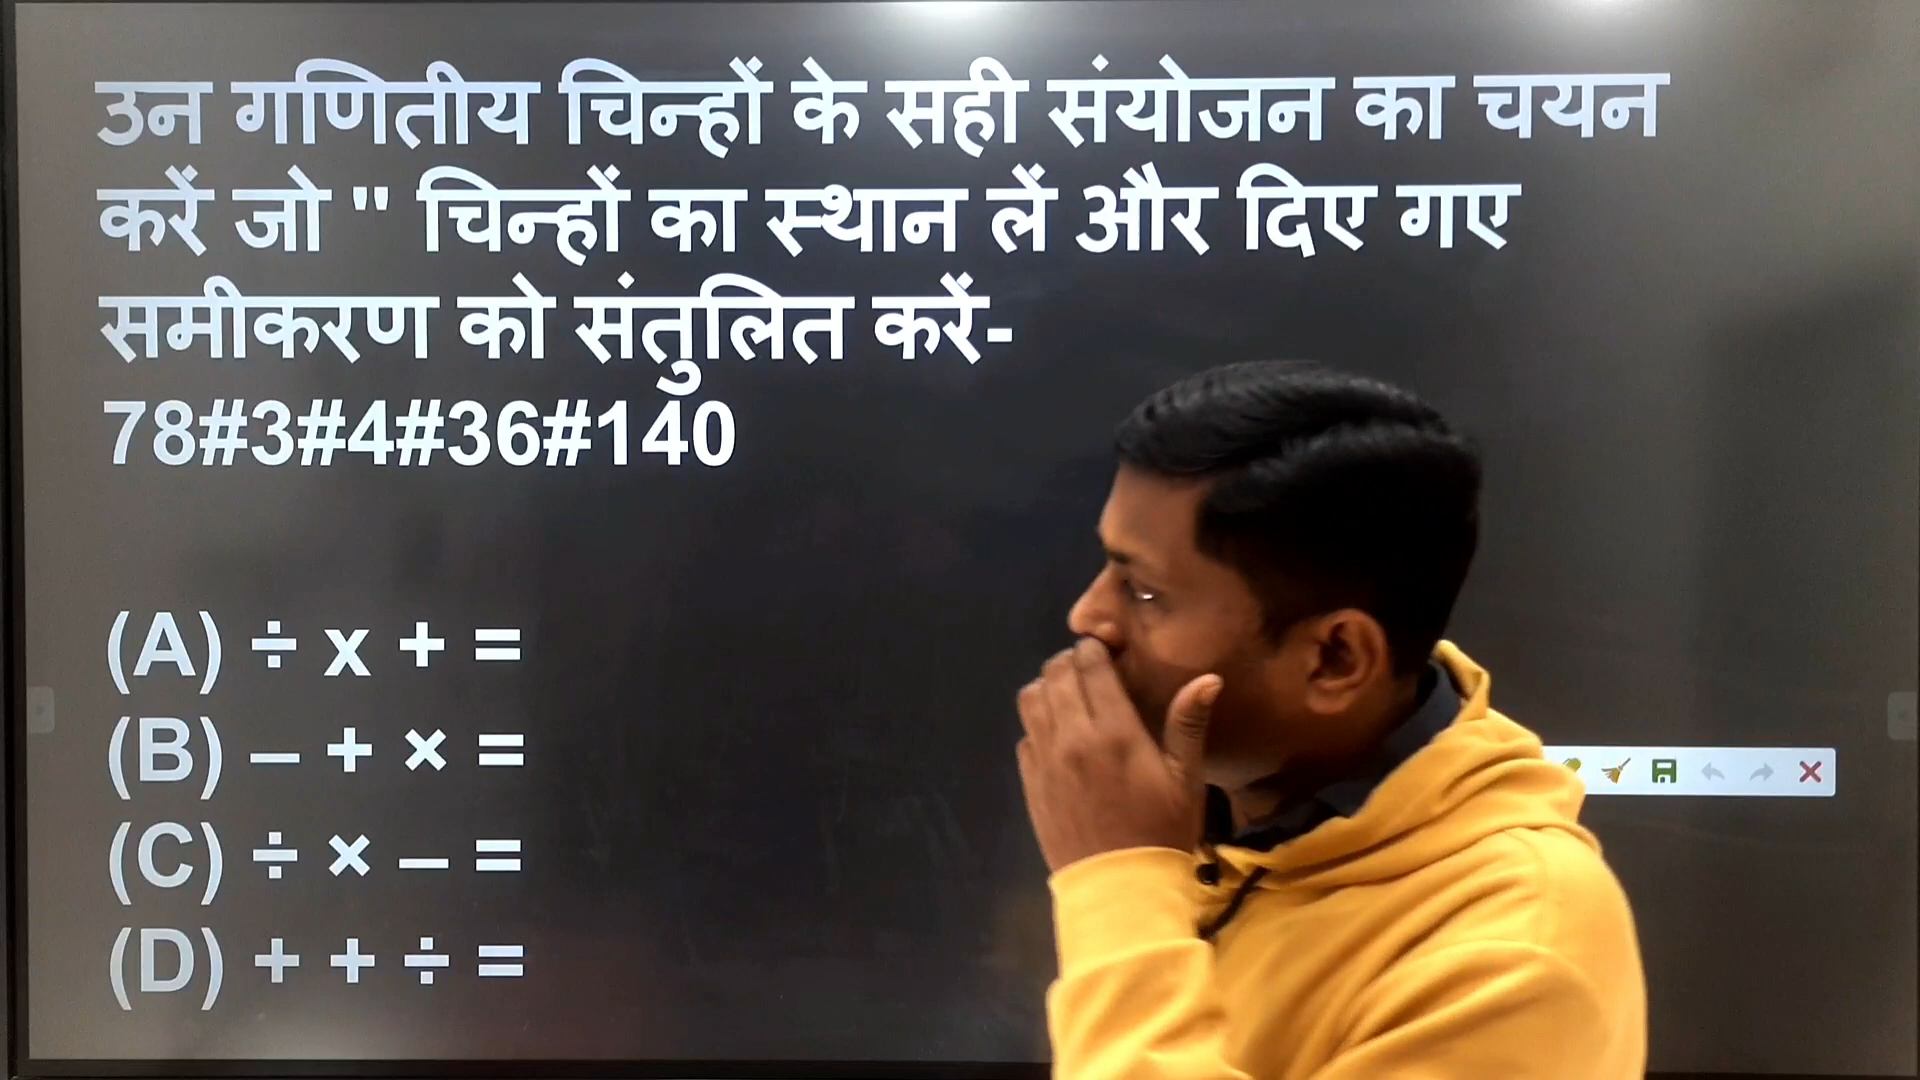 उन गणितीय चिन्हों के सही संयोजन का चयन
करें जो " चिन्हों का स्थान लें और दिए गए
समीकरण को संतुलित करें-
78#3#4#36#140
(A) ÷ x + =
(B) – + × =
(C) ÷ × – =
(D) + + ÷ =